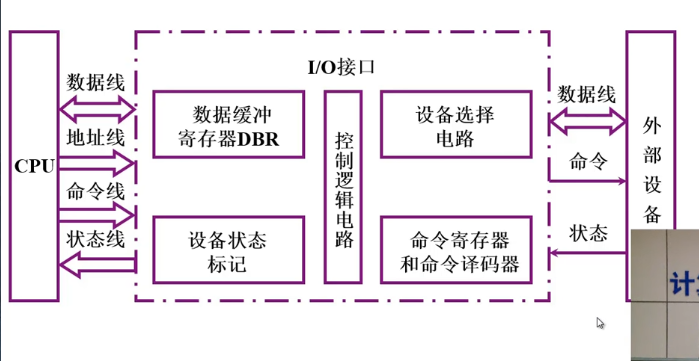 I/O接口
CPU
数据线
地址线
命令线
状态线
数据缓冲
寄存器DBR
设备状态
标记
控制逻辑电路
设备选择
电路
命令寄存器
和命令译码器
数据线
命令
状态
外部设备